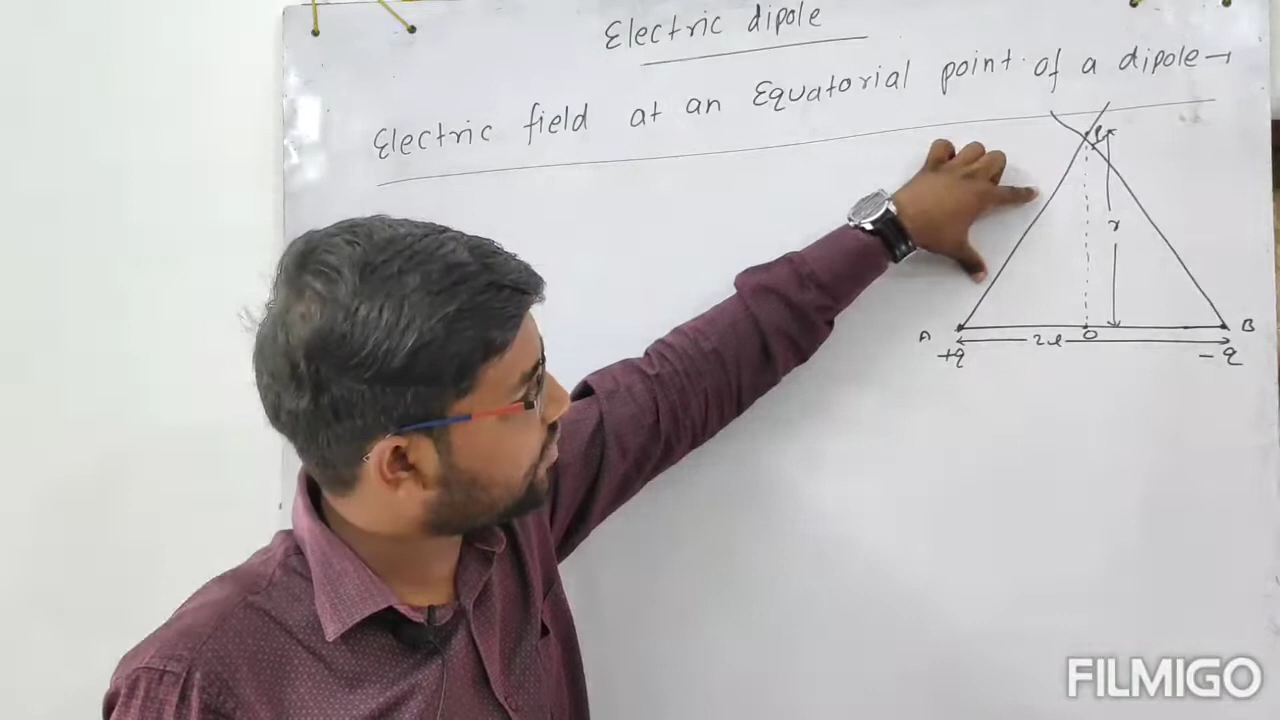 Electric dipole
Electric field at an Equatorial point of a dipole →
r
A O B
2l
+q -q
FILMIGO